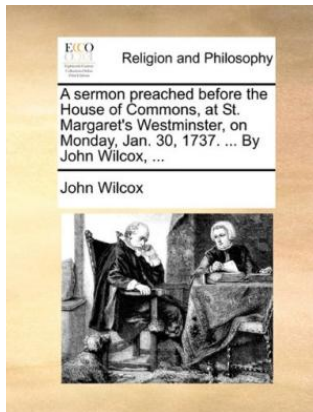 ECCO
Religion and Philosophy
A sermon preached before the
House of Commons, at St.
Margaret's Westminster, on
Monday, Jan. 30, 1737. ... By
John Wilcox, ...
John Wilcox